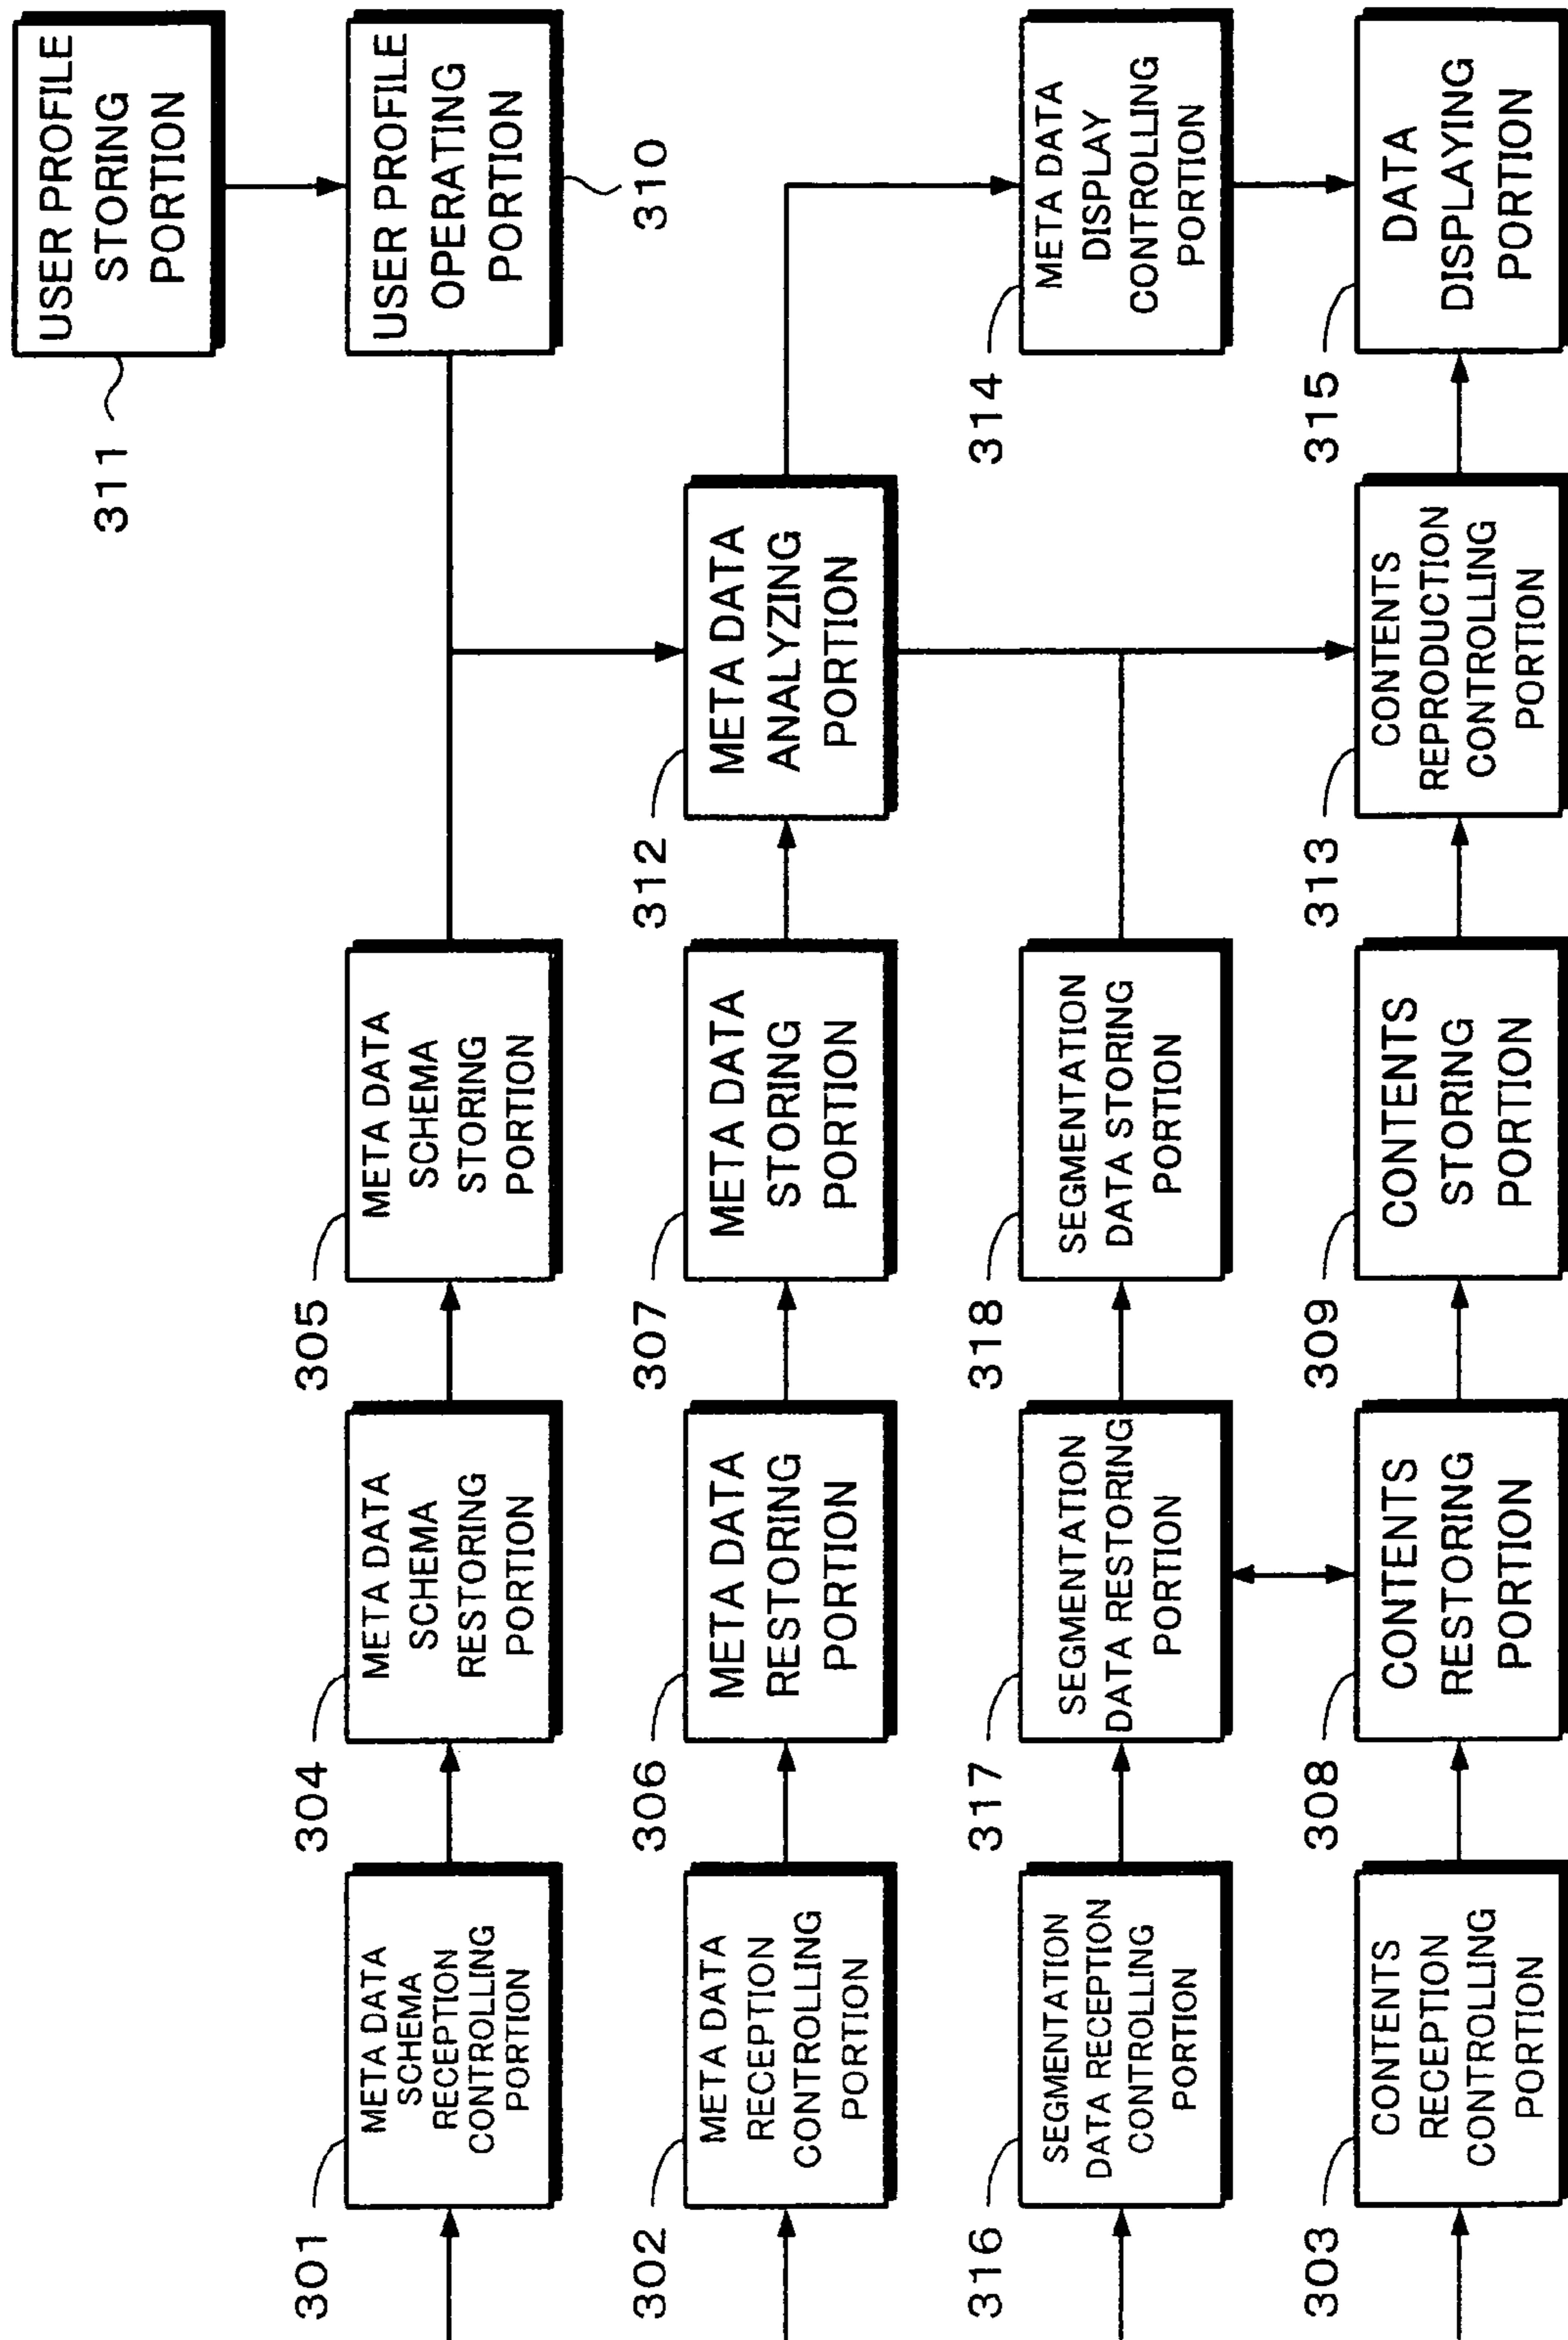 USER PROFILE
STORING
PORTION
311
USER PROFILE
OPERATING
PORTION
310
301
META DATA
SCHEMA
RECEPTION
CONTROLLING
PORTION
304
META DATA
SCHEMA
RESTORING
PORTION
305
META DATA
SCHEMA
STORING
PORTION
302
META DATA
RECEPTION
CONTROLLING
PORTION
306
META DATA
RESTORING
PORTION
307
META DATA
STORING
PORTION
312
META DATA
ANALYZING
PORTION
316
SEGMENTATION
DATA RECEPTION
CONTROLLING
PORTION
317
SEGMENTATION
DATA RESTORING
PORTION
318
SEGMENTATION
DATA STORING
PORTION
314
META DATA
DISPLAY
CONTROLLING
PORTION
303
CONTENTS
RECEPTION
CONTROLLING
PORTION
308
CONTENTS
RESTORING
PORTION
309
CONTENTS
STORING
PORTION
313
CONTENTS
REPRODUCTION
CONTROLLING
PORTION
315
DATA
DISPLAYING
PORTION